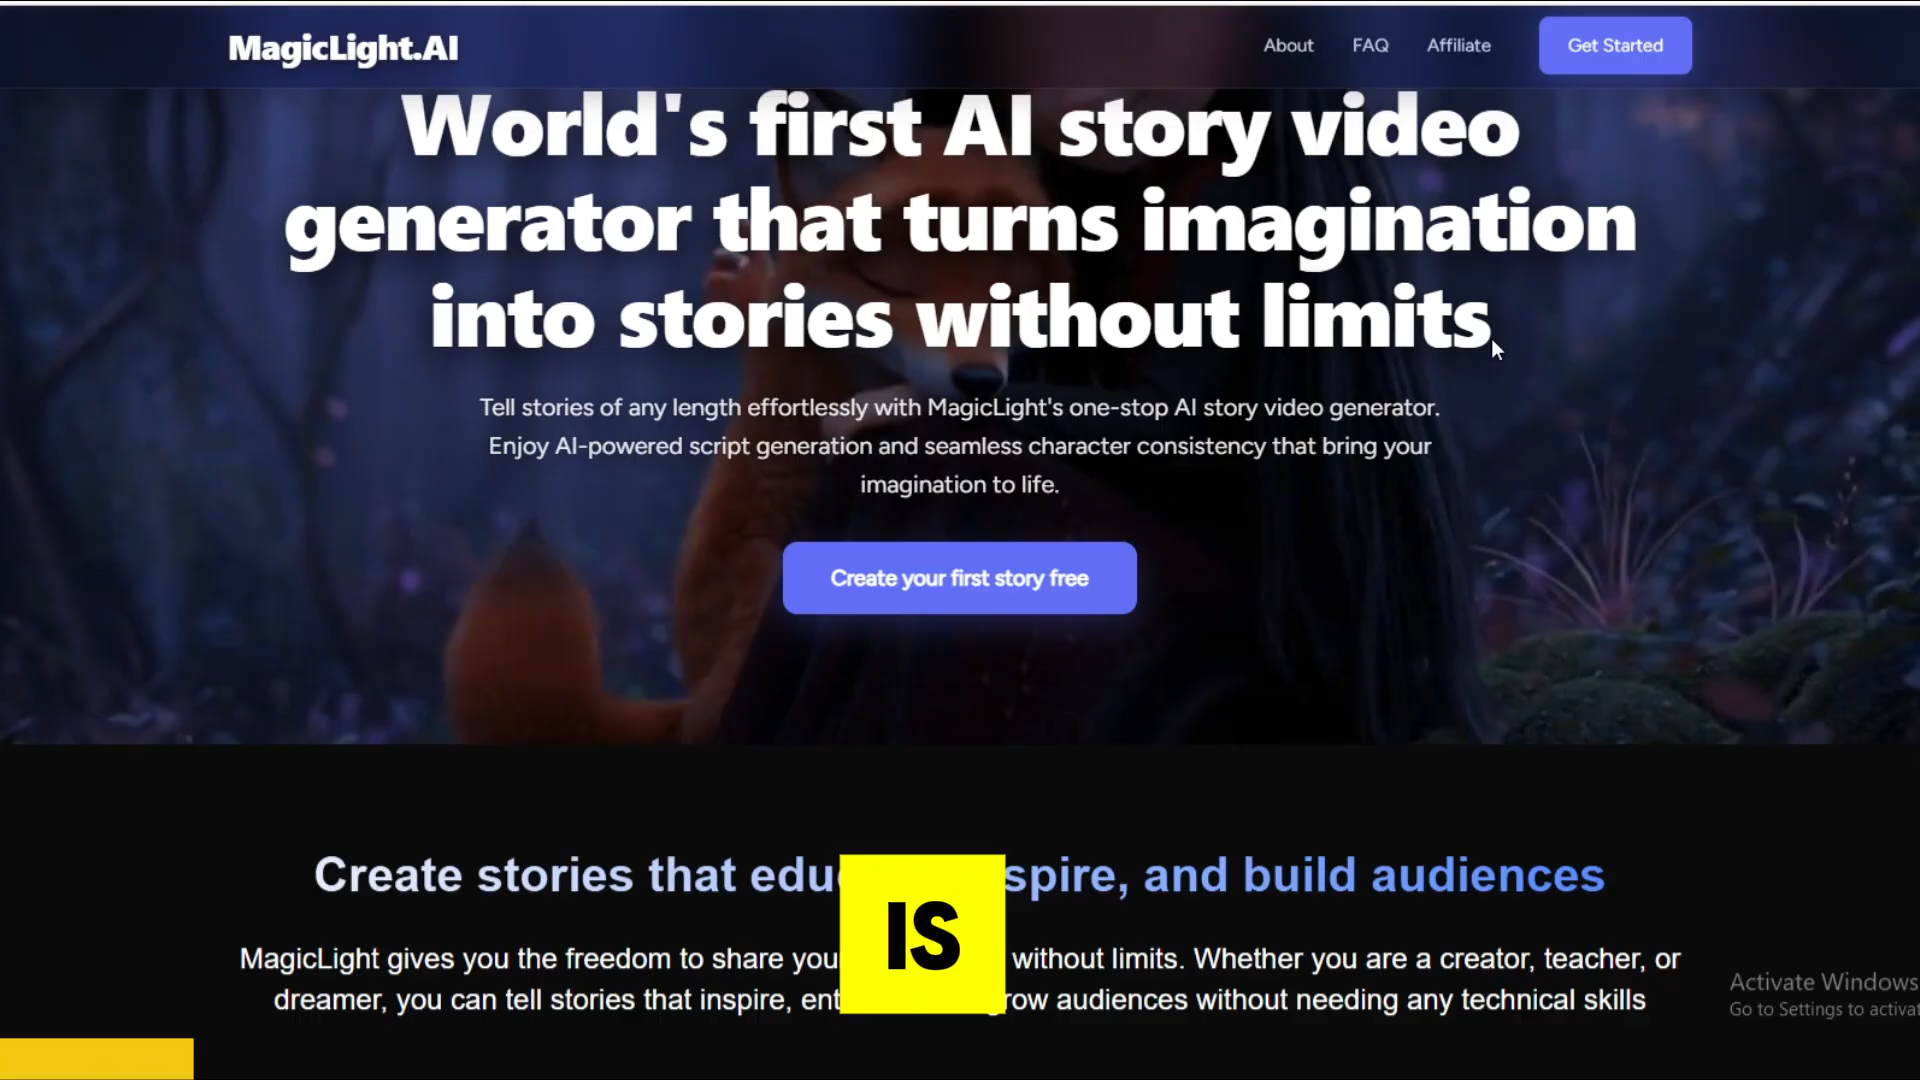 MagicLight.AI
About FAQ Affiliate Get Started
World's first AI story video
generator that turns imagination
into stories without limits
Tell stories of any length effortlessly with MagicLight's one-stop AI story video generator.
Enjoy AI-powered script generation and seamless character consistency that bring your
imagination to life.
Create your first story free
Create stories that edu spire, and build audiences
IS
MagicLight gives you the freedom to share you without limits. Whether you are a creator, teacher, or
dreamer, you can tell stories that inspire, ent row audiences without needing any technical skills
Activate Windows
Go to Settings to activat